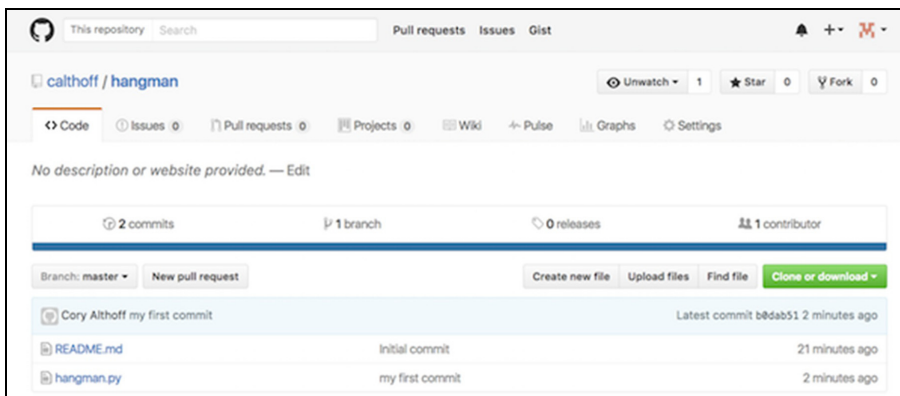 This repository Search Pull requests Issues Gist
calthoff / hangman Unwatch 1 Star 0 Fork 0
Code Issues 0 Pull requests 0 Projects 0 Wiki Pulse Graphs Settings
No description or website provided. — Edit
2 commits 1 branch 0 releases 1 contributor
Branch: master New pull request Create new file Upload files Find file Clone or download
Cory Althoff my first commit Latest commit b0dab51 2 minutes ago
README.md Initial commit 21 minutes ago
hangman.py my first commit 2 minutes ago